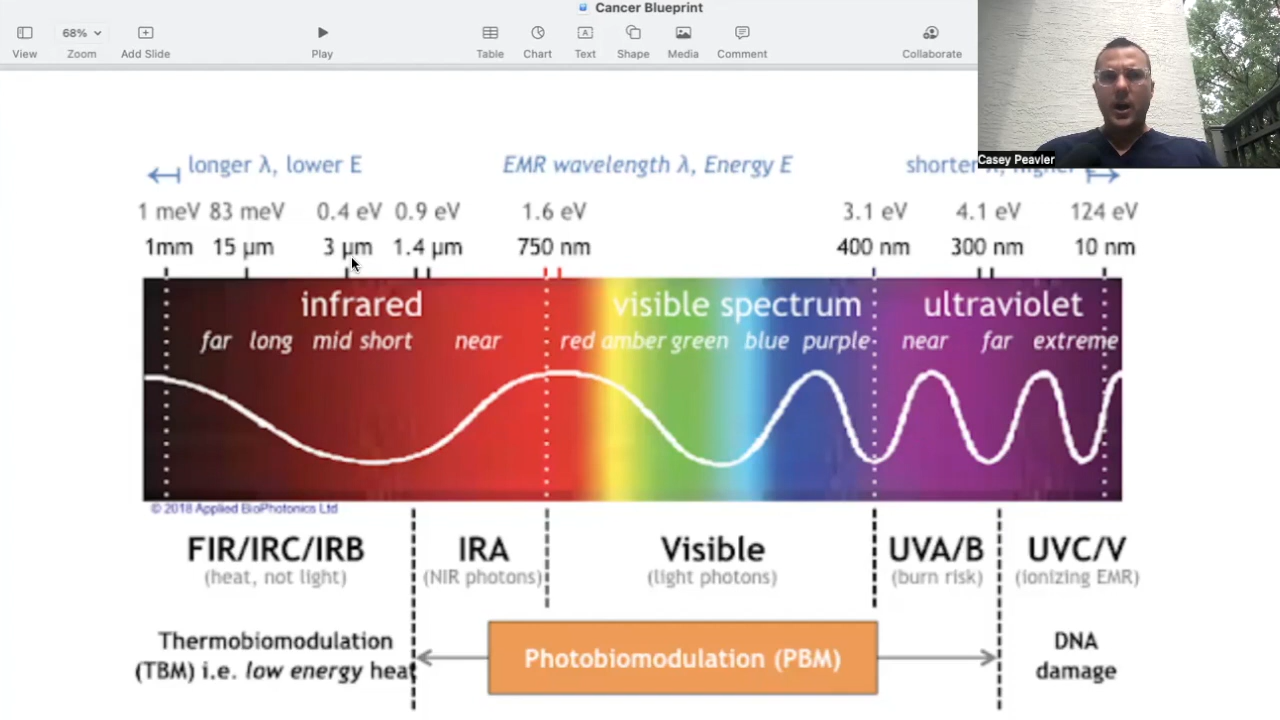 Cancer Blueprint
View
68%
Zoom
Add Slide
Play
Table
Chart
Text
Shape
Media
Comment
Collaborate
Casey Peavler
longer λ, lower E
EMR wavelength λ, Energy E
shorter
1 meV 83 meV 0.4 eV 0.9 eV 1.6 eV 3.1 eV 4.1 eV 124 eV
1mm 15 µm 3 µm 1.4 µm 750 nm 400 nm 300 nm 10 nm
infrared visible spectrum ultraviolet
far long mid short near red amber green blue purple near far extreme
© 2018 Applied BioPhotonics Ltd
FIR/IRC/IRB IRA Visible UVA/B UVC/V
(heat, not light) (NIR photons) (light photons) (burn risk) (ionizing EMR)
Thermobiomodulation
(TBM) i.e. low energy heat
Photobiomodulation (PBM)
DNA
damage